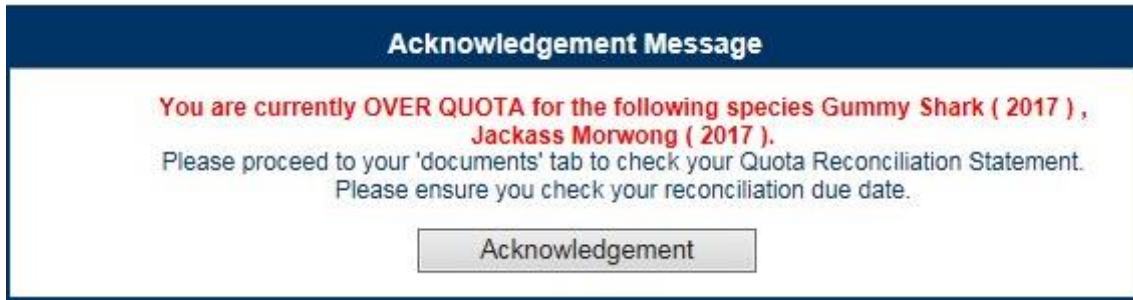 Acknowledgement Message
You are currently OVER QUOTA for the following species Gummy Shark ( 2017 ) ,
Jackass Morwong ( 2017 ).
Please proceed to your 'documents' tab to check your Quota Reconciliation Statement.
Please ensure you check your reconciliation due date.
Acknowledgement